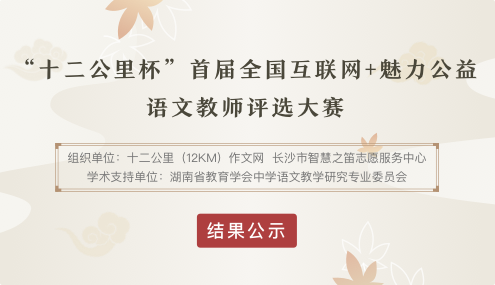 “十二公里杯”首届全国互联网+魅力公益
语文教师评选大赛
组织单位：十二公里（12KM）作文网 长沙市智慧之笛志愿服务中心
学术支持单位：湖南省教育学会中学语文教学研究专业委员会
结果公示